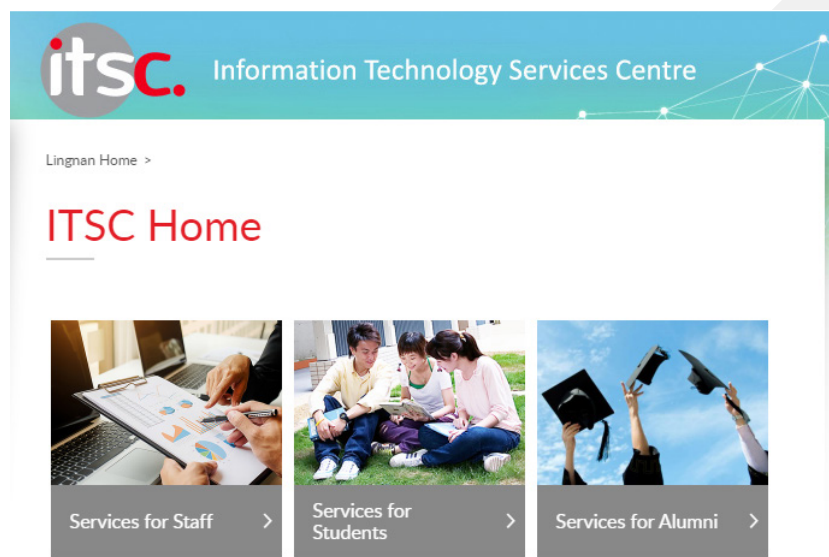 itsc.
Information Technology Services Centre
Lingnan Home >
ITSC Home
Services for Staff >
Services for
Students >
Services for Alumni >